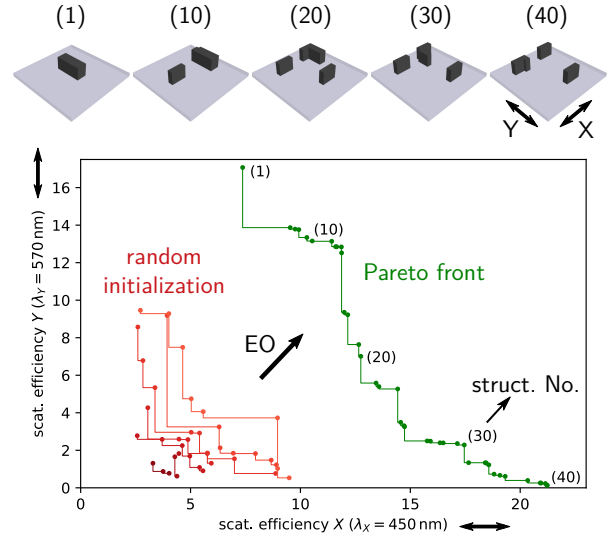 (1) (10) (20) (30) (40)
Y X
scat. efficiency Y (λ_Y = 570 nm)
16
14
12
10
8
6
4
2
0
(1)
(10)
random
initialization
Pareto front
EO
(20)
struct. No.
(30)
(40)
0 5 10 15 20
scat. efficiency X (λ_X = 450 nm)